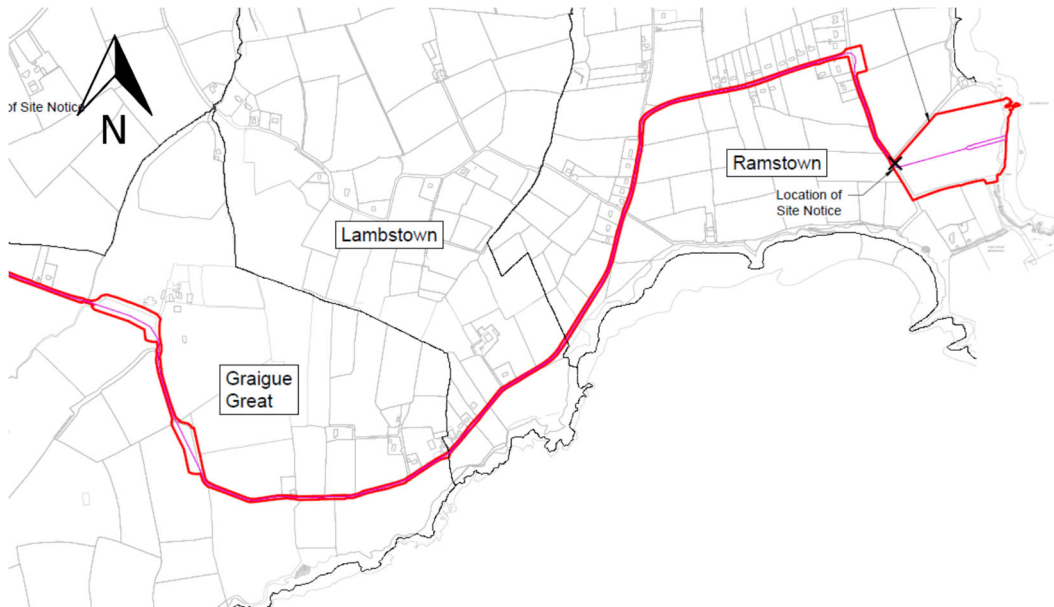 of Site Notice
N
Ramstown
Location of
Site Notice
Lambstown
Graigue
Great